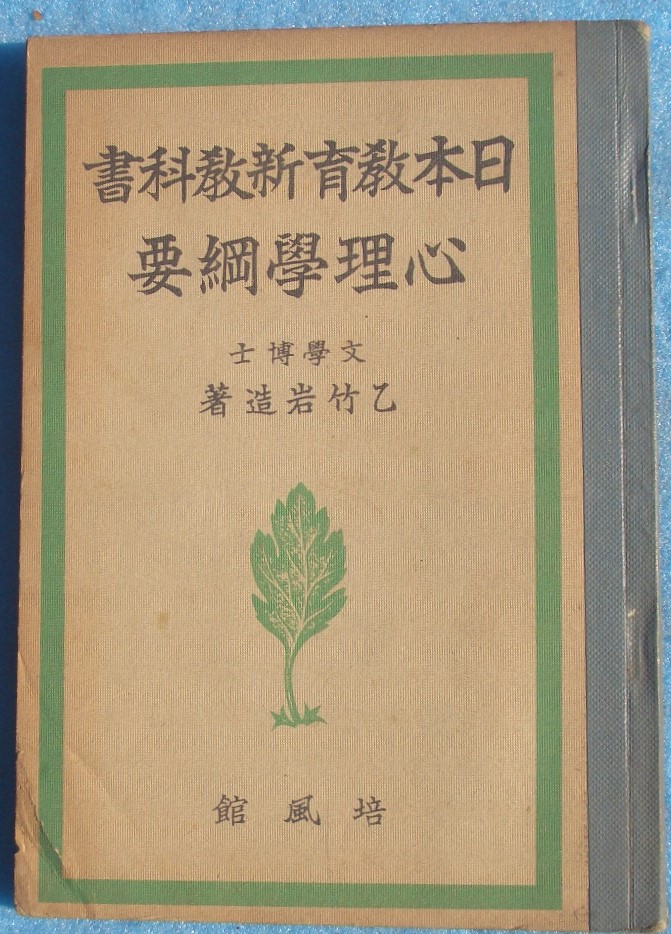 日本教育新教科書
心理學綱要
文學博士
乙竹岩造著
培風館